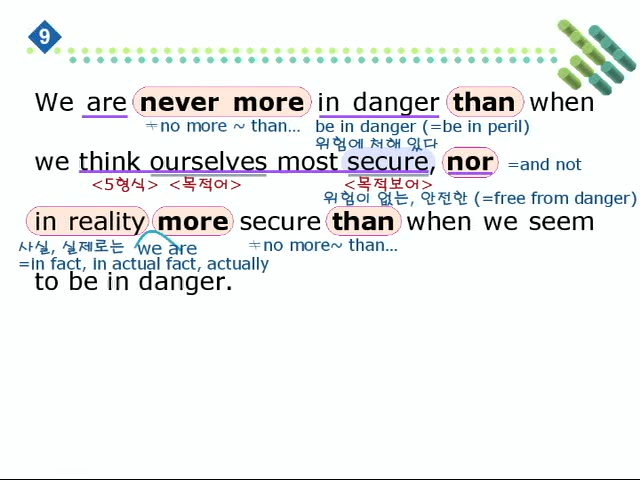 9
We are never more in danger than when
≠no more ~ than... be in danger (=be in peril)
위험에 처해 있다
we think ourselves most secure, nor =and not
<5형식> <목적어> <목적보어>
위험이 없는, 안전한 (=free from danger)
in reality more secure than when we seem
사실, 실제로는 we are ≠no more~ than...
=in fact, in actual fact, actually
to be in danger.